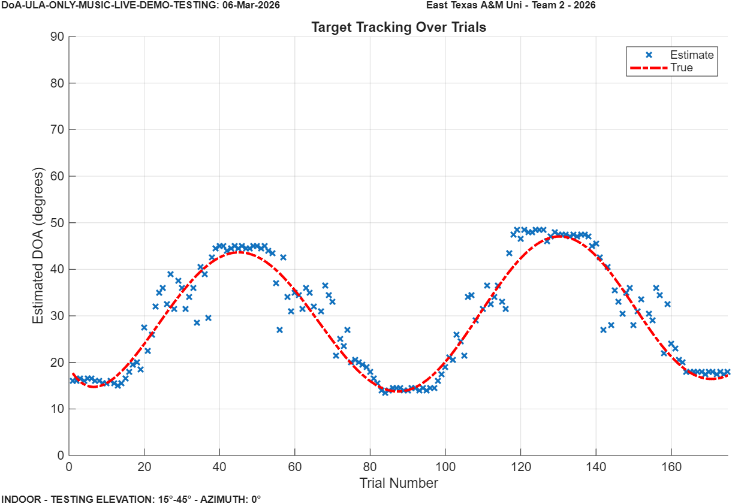 DoA-ULA-ONLY-MUSIC-LIVE-DEMO-TESTING: 06-Mar-2026
East Texas A&M Uni - Team 2 - 2026
Target Tracking Over Trials
Estimate
True
90
80
70
60
50
40
30
20
10
0
Estimated DOA (degrees)
0 20 40 60 80 100 120 140 160
Trial Number
INDOOR - TESTING ELEVATION: 15°-45° - AZIMUTH: 0°